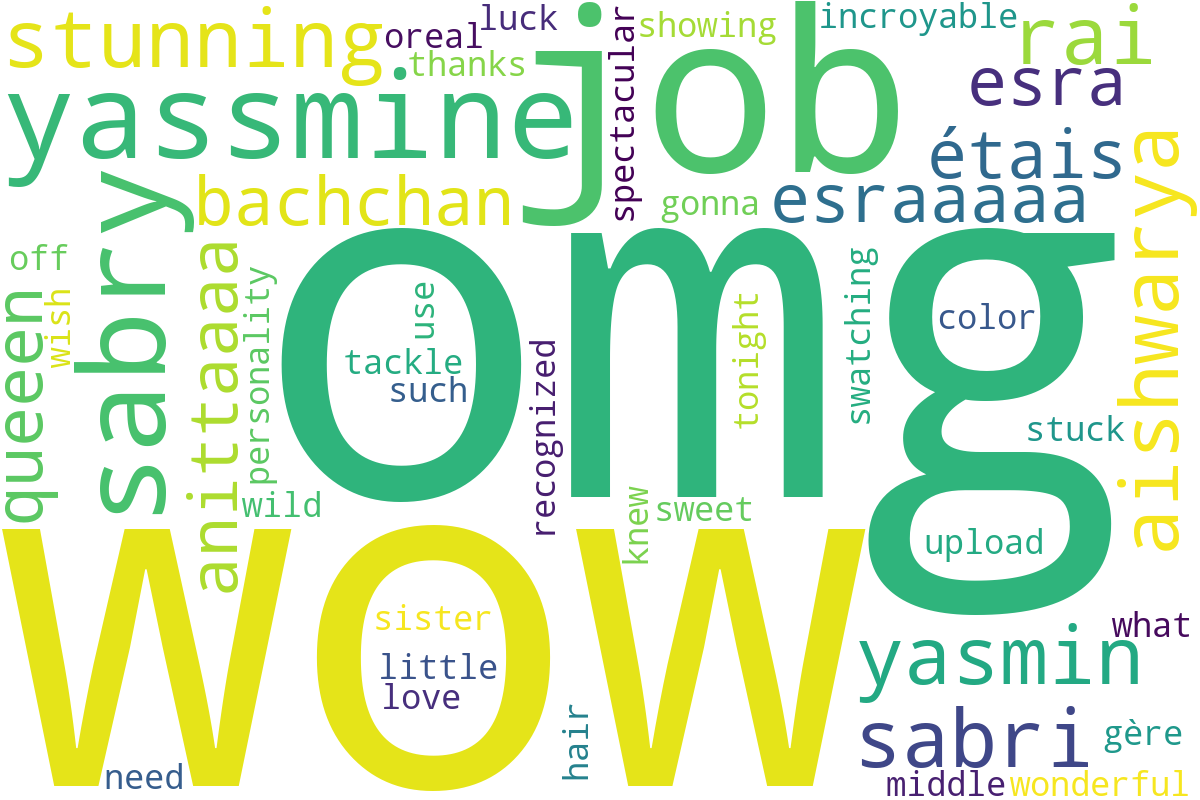 stunning
oreal
luck
thanks
job
spectacular
showing
incroyable
rai
esra
yassmine
bachchan
gonna
étais
esraaaaa
sabry
off
wish
queeen
anittaaaa
personality
omg
use
tackle
such
recognized
tonight
swatching
color
stuck
aishwarya
wild
knew
sweet
upload
wow
sister
little
love
need
hair
yasmin
what
sabri
gère
middle
wonderful